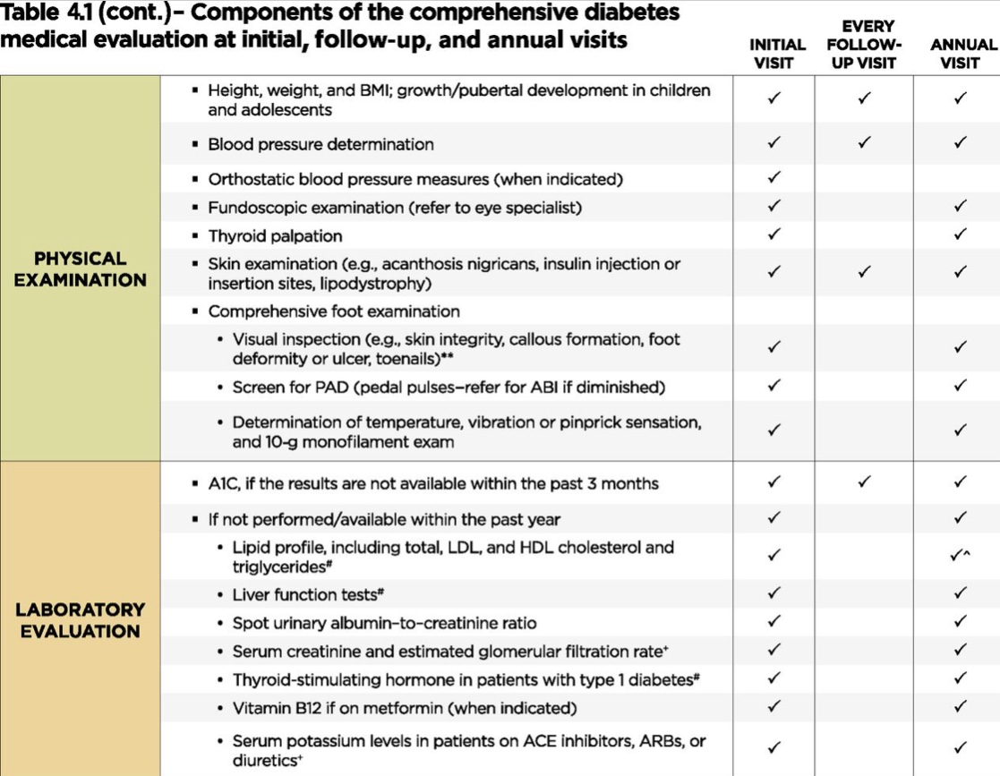 Table 4.1 (cont.)– Components of the comprehensive diabetes
medical evaluation at initial, follow-up, and annual visits
INITIAL
VISIT
EVERY
FOLLOW-
UP VISIT
ANNUAL
VISIT
PHYSICAL
EXAMINATION
▪ Height, weight, and BMI; growth/pubertal development in children
and adolescents ✓ ✓ ✓
▪ Blood pressure determination ✓ ✓ ✓
▪ Orthostatic blood pressure measures (when indicated) ✓
▪ Fundoscopic examination (refer to eye specialist) ✓ ✓
▪ Thyroid palpation ✓ ✓
▪ Skin examination (e.g., acanthosis nigricans, insulin injection or
insertion sites, lipodystrophy) ✓ ✓ ✓
▪ Comprehensive foot examination
• Visual inspection (e.g., skin integrity, callous formation, foot
deformity or ulcer, toenails)** ✓ ✓
• Screen for PAD (pedal pulses–refer for ABI if diminished) ✓ ✓
• Determination of temperature, vibration or pinprick sensation,
and 10-g monofilament exam ✓ ✓
LABORATORY
EVALUATION
▪ A1C, if the results are not available within the past 3 months ✓ ✓ ✓
▪ If not performed/available within the past year ✓ ✓
• Lipid profile, including total, LDL, and HDL cholesterol and
triglycerides# ✓ ✓^
• Liver function tests# ✓ ✓
• Spot urinary albumin–to–creatinine ratio ✓ ✓
• Serum creatinine and estimated glomerular filtration rate+ ✓ ✓
• Thyroid-stimulating hormone in patients with type 1 diabetes# ✓ ✓
• Vitamin B12 if on metformin (when indicated) ✓ ✓
• Serum potassium levels in patients on ACE inhibitors, ARBs, or
diuretics+ ✓ ✓